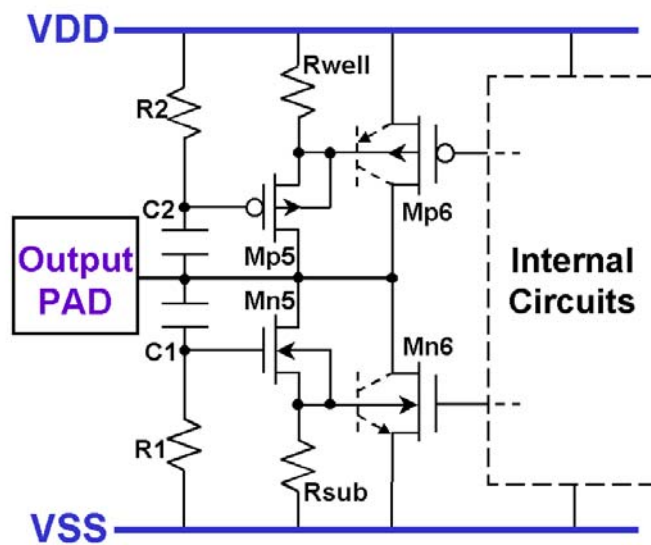 VDD
Rwell
R2
C2
Mp6
Output
PAD
Mp5
Internal
Circuits
Mn5
Mn6
C1
R1
Rsub
VSS